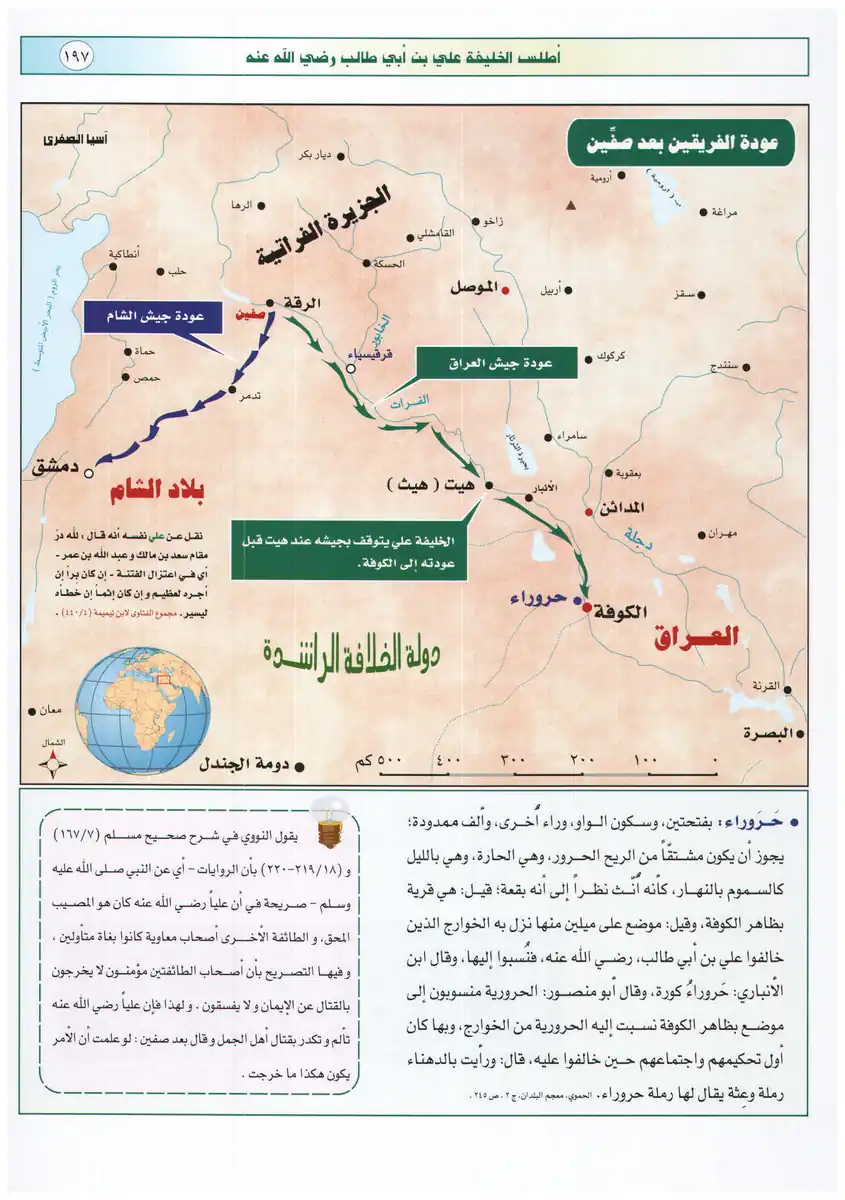 أطلس الخليفة علي بن أبي طالب رضي الله عنه
١٩٧
عودة الفريقين بعد صفِّين
آسيا الصغرى
ديار بكر
أرومية
ب ( أرومية )
مراغة
الرها
الجزيرة الفراتية
القامشلي
زاخو
أنطاكية
حلب
الحسكة
الموصل
أربيل
سقز
بحر الروم ( البحر الأبيض المتوسط )
عودة جيش الشام
صفين
الرقة
الخابور
قرقيسياء
كركوك
سنندج
حماة
حمص
تدمر
عودة جيش العراق
الفرات
بحيرة الثرثار
سامراء
دمشق
بلاد الشام
هيت ( هيث )
الأنبار
بعقوبة
المدائن
دجلة
مهران
الخليفة علي يتوقف بجيشه عند هيت قبل
عودته إلى الكوفة.
نقل عن علي نفسه أنه قال : لله درّ
مقام سعد بن مالك وعبد الله بن عمر -
أي في اعتزال الفتنة - إن كان براً إن
أجره لعظيم وإن كان إثماً إن خطأه
ليسير. مجموع الفتاوى لابن تيمية (٤٤٠/٤) .
حروراء
الكوفة
العراق
دولة الخلافة الراشدة
القرنة
البصرة
معان
الشمال
دومة الجندل
٥٠٠ كم
٤٠٠
٣٠٠
٢٠٠
١٠٠
٠
• حَرَوراء: بفتحتين، وسكون الواو، وراء أخرى، وألف ممدودة؛
يجوز أن يكون مشتقّاً من الريح الحرور، وهي الحارة، وهي بالليل
كالسموم بالنهار، كأنه أنّث نظراً إلى أنه بقعة؛ قيل: هي قرية
بظاهر الكوفة، وقيل: موضع على ميلين منها نزل به الخوارج الذين
خالفوا علي بن أبي طالب، رضي الله عنه، فنُسبوا إليها، وقال ابن
الأنباري: حَروراءُ كورة، وقال أبو منصور: الحرورية منسوبون إلى
موضع بظاهر الكوفة نسبت إليه الحرورية من الخوارج، وبها كان
أول تحكيمهم واجتماعهم حين خالفوا عليه، قال: ورأيت بالدهناء
رملة وعِثة يقال لها رملة حروراء. الحموي، معجم البلدان، ج ٢ ، ص ٢٤٥ .
يقول النووي في شرح صحيح مسلم (١٦٧/٧)
و (٢١٩/١٨-٢٢٠) بأن الروايات - أي عن النبي صلى الله عليه
وسلم - صريحة في أن علياً رضي الله عنه كان هو المصيب
المحق، و الطائفة الأخرى أصحاب معاوية كانوا بغاة متأولين ،
و فيها التصريح بأن أصحاب الطائفتين مؤمنون لا يخرجون
بالقتال عن الإيمان و لا يفسقون . و لهذا فإن علياً رضي الله عنه
تألم و تكدر بقتال أهل الجمل و قال بعد صفين : لو علمت أن الأمر
يكون هكذا ما خرجت .